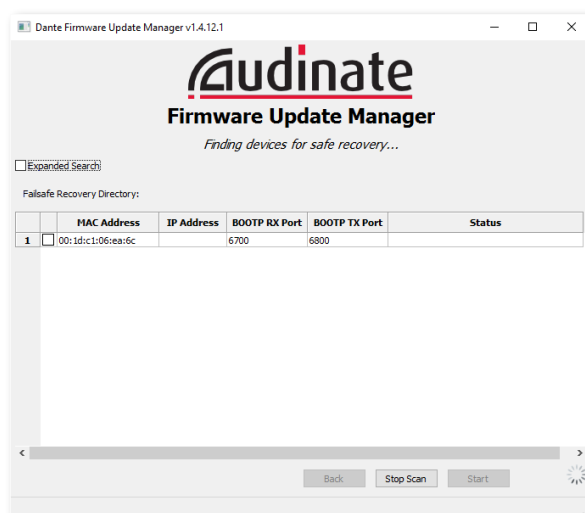 Dante Firmware Update Manager v1.4.12.1
Audinate
Firmware Update Manager
Finding devices for safe recovery...
Expanded Search
Failsafe Recovery Directory:
MAC Address IP Address BOOTP RX Port BOOTP TX Port Status
1 00:1d:c1:06:ea:6c 6700 6800
Back Stop Scan Start